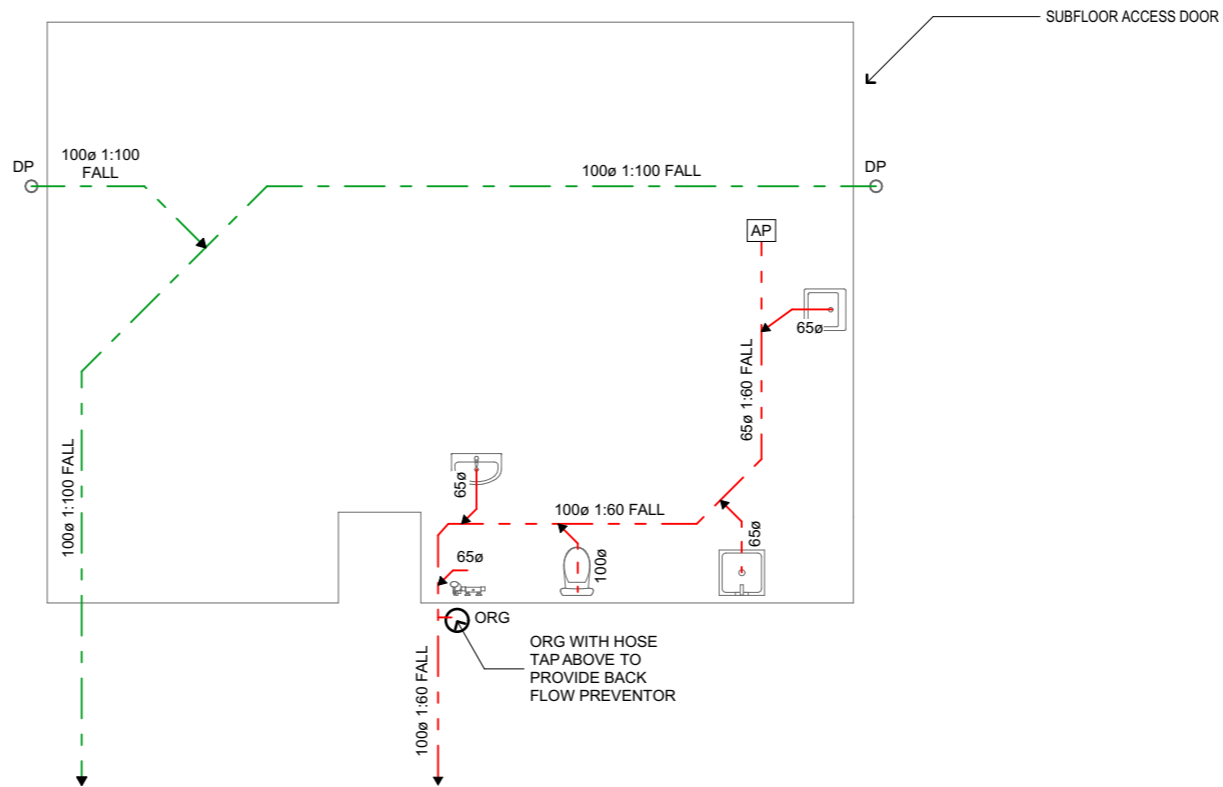 SUBFLOOR ACCESS DOOR
100ø 1:100
FALL
DP
100ø 1:100 FALL
DP
AP
65ø
65ø 1:60 FALL
65ø
100ø 1:60 FALL
100ø 1:100 FALL
65ø
65ø
100ø
ORG
ORG WITH HOSE
TAP ABOVE TO
PROVIDE BACK
FLOW PREVENTOR
100ø 1:60 FALL